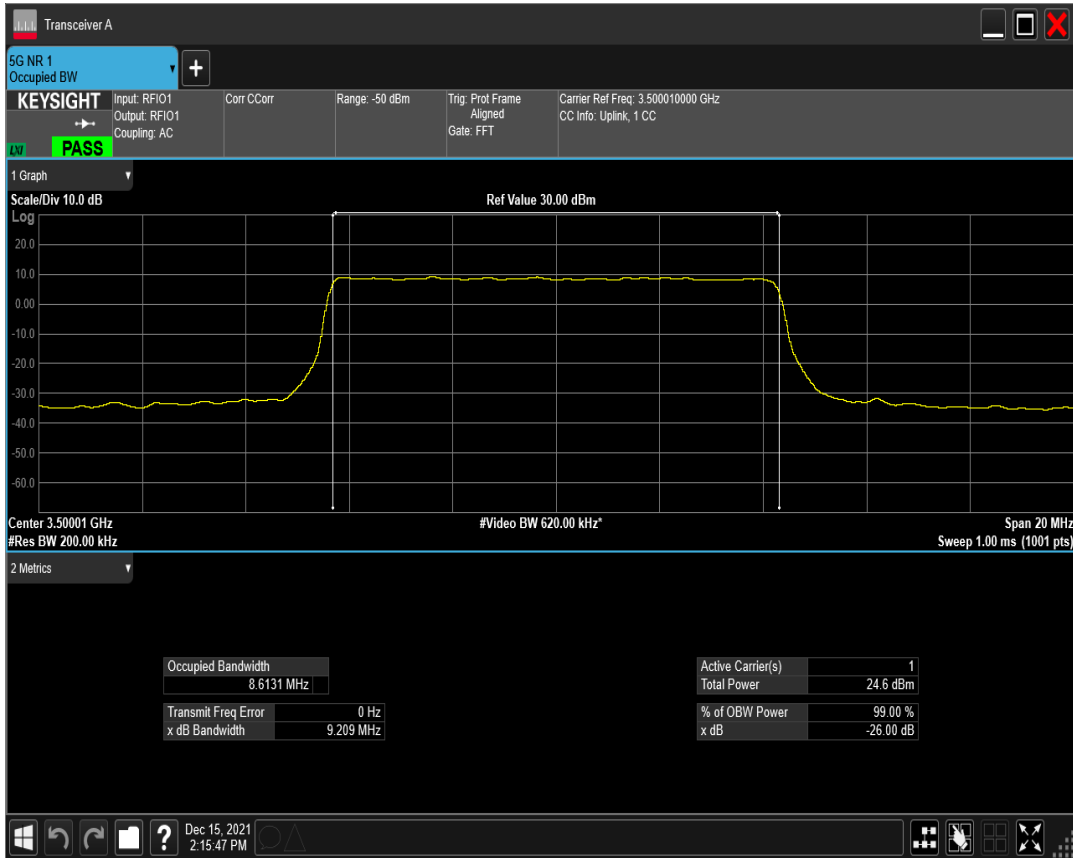 Transceiver A
5G NR 1
Occupied BW
KEYSIGHT
Input: RFIO1
Output: RFIO1
Coupling: AC
Corr CCorr
Range: -50 dBm
Trig: Prot Frame
Aligned
Gate: FFT
Carrier Ref Freq: 3.500010000 GHz
CC Info: Uplink, 1 CC
LXI
PASS
1 Graph
Scale/Div 10.0 dB
Ref Value 30.00 dBm
Log
20.0
10.0
0.00
-10.0
-20.0
-30.0
-40.0
-50.0
-60.0
Center 3.50001 GHz
#Video BW 620.00 kHz*
Span 20 MHz
#Res BW 200.00 kHz
Sweep 1.00 ms (1001 pts)
2 Metrics
Occupied Bandwidth
8.6131 MHz
Transmit Freq Error 0 Hz
x dB Bandwidth 9.209 MHz
Active Carrier(s) 1
Total Power 24.6 dBm
% of OBW Power 99.00 %
x dB -26.00 dB
?
Dec 15, 2021
2:15:47 PM